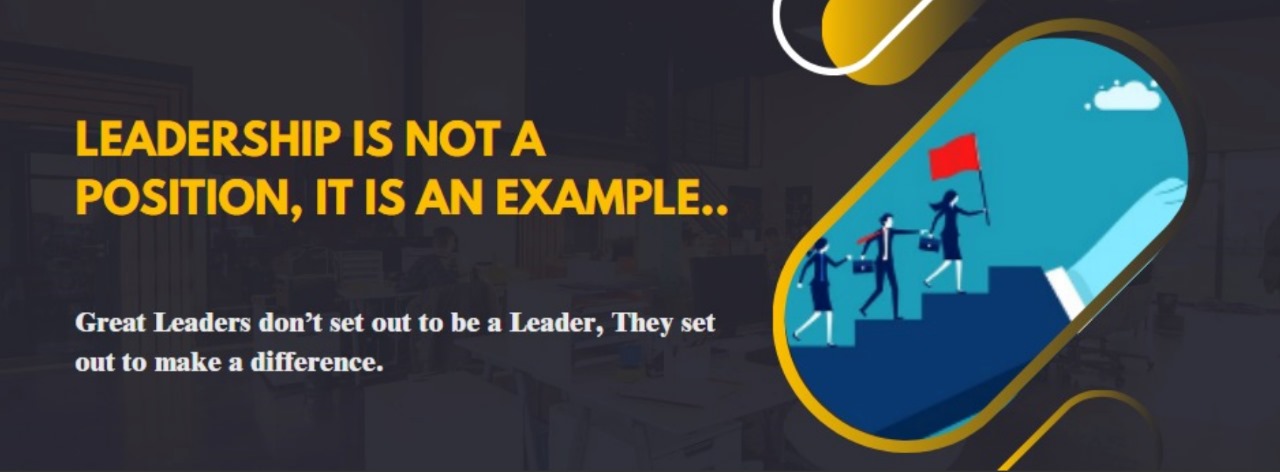 LEADERSHIP IS NOT A
POSITION, IT IS AN EXAMPLE..
Great Leaders don’t set out to be a Leader, They set
out to make a difference.